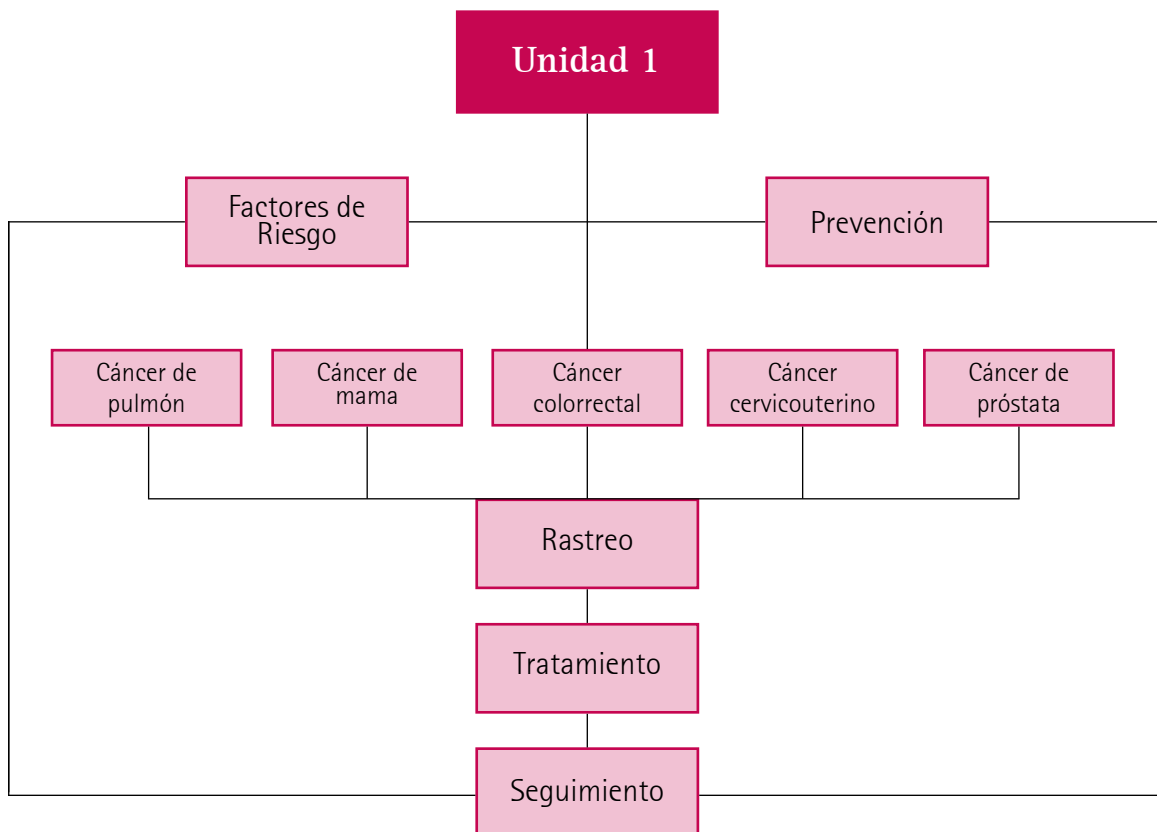 Unidad 1
Factores de
Riesgo
Prevención
Cáncer de
pulmón
Cáncer de
mama
Cáncer
colorrectal
Cáncer
cervicouterino
Cáncer de
próstata
Rastreo
Tratamiento
Seguimiento